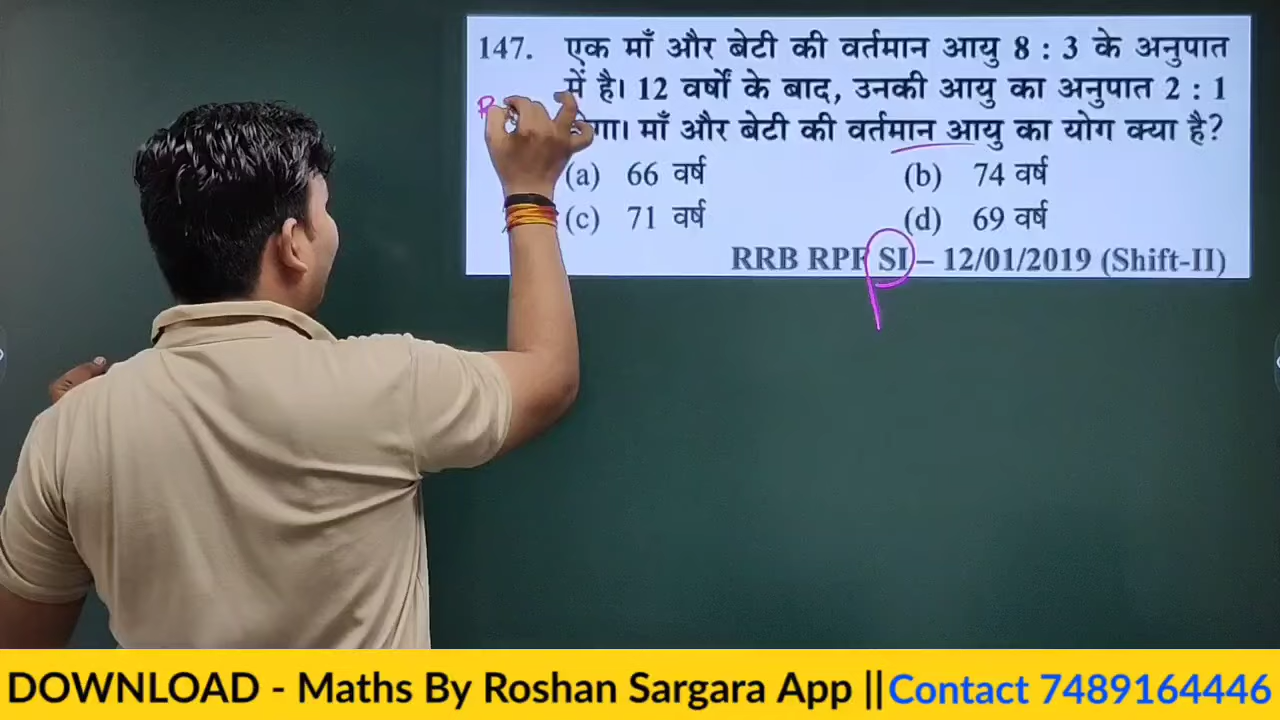 147. एक माँ और बेटी की वर्तमान आयु 8 : 3 के अनुपात
में है। 12 वर्षों के बाद, उनकी आयु का अनुपात 2 : 1
माँ और बेटी की वर्तमान आयु का योग क्या है?
(a) 66 वर्ष (b) 74 वर्ष
(c) 71 वर्ष (d) 69 वर्ष
RRB RPF SI – 12/01/2019 (Shift-II)
P
DOWNLOAD - Maths By Roshan Sargara App || Contact 7489164446